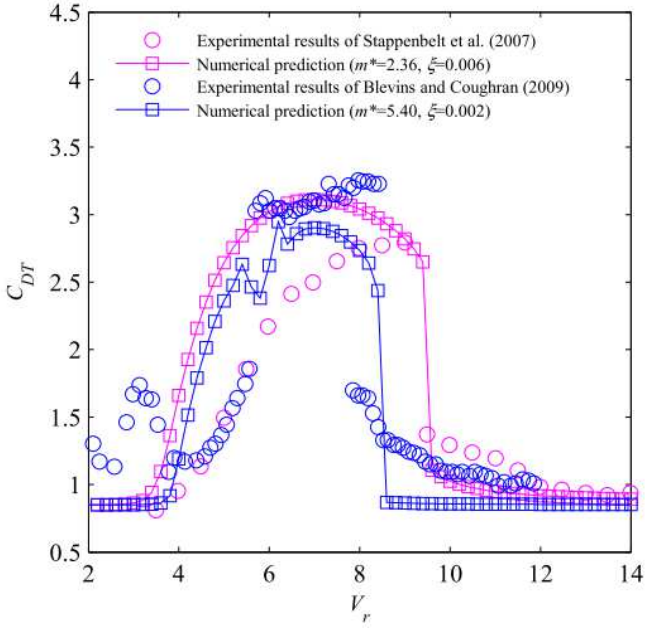 4.5
4
3.5
3
2.5
2
1.5
1
0.5
2
4
6
8
10
12
14
C_DT
V_r
Experimental results of Stappenbelt et al. (2007)
Numerical prediction (m*=2.36, ξ=0.006)
Experimental results of Blevins and Coughran (2009)
Numerical prediction (m*=5.40, ξ=0.002)